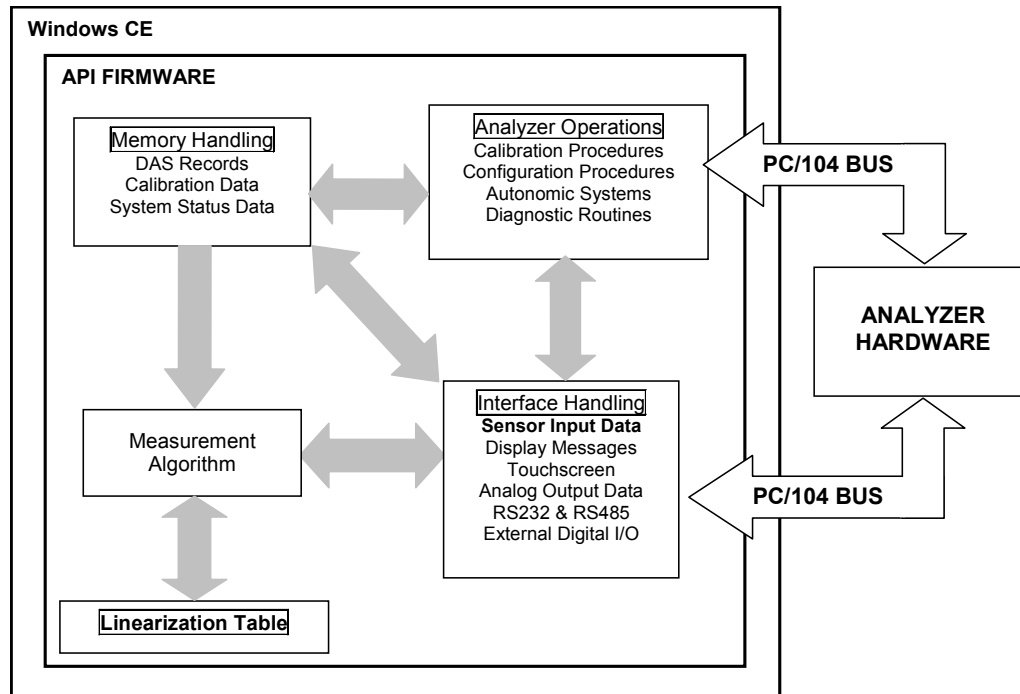 Windows CE
API FIRMWARE
Memory Handling
DAS Records
Calibration Data
System Status Data
Analyzer Operations
Calibration Procedures
Configuration Procedures
Autonomic Systems
Diagnostic Routines
PC/104 BUS
ANALYZER
HARDWARE
Measurement
Algorithm
Interface Handling
Sensor Input Data
Display Messages
Touchscreen
Analog Output Data
RS232 & RS485
External Digital I/O
PC/104 BUS
Linearization Table